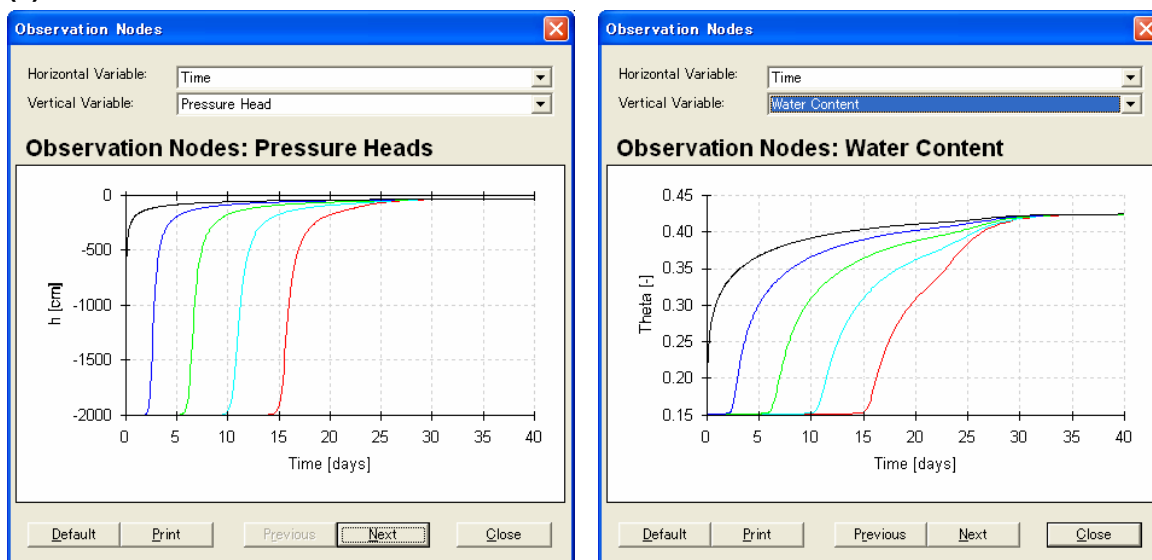 Observation Nodes
Horizontal Variable: Time
Vertical Variable: Pressure Head
Observation Nodes: Pressure Heads
0
-500
-1000
-1500
-2000
h [cm]
0 5 10 15 20 25 30 35 40
Time [days]
Default Print Previous Next Close
Observation Nodes
Horizontal Variable: Time
Vertical Variable: Water Content
Observation Nodes: Water Content
0.45
0.40
0.35
0.30
0.25
0.20
0.15
Theta [-]
0 5 10 15 20 25 30 35 40
Time [days]
Default Print Previous Next Close